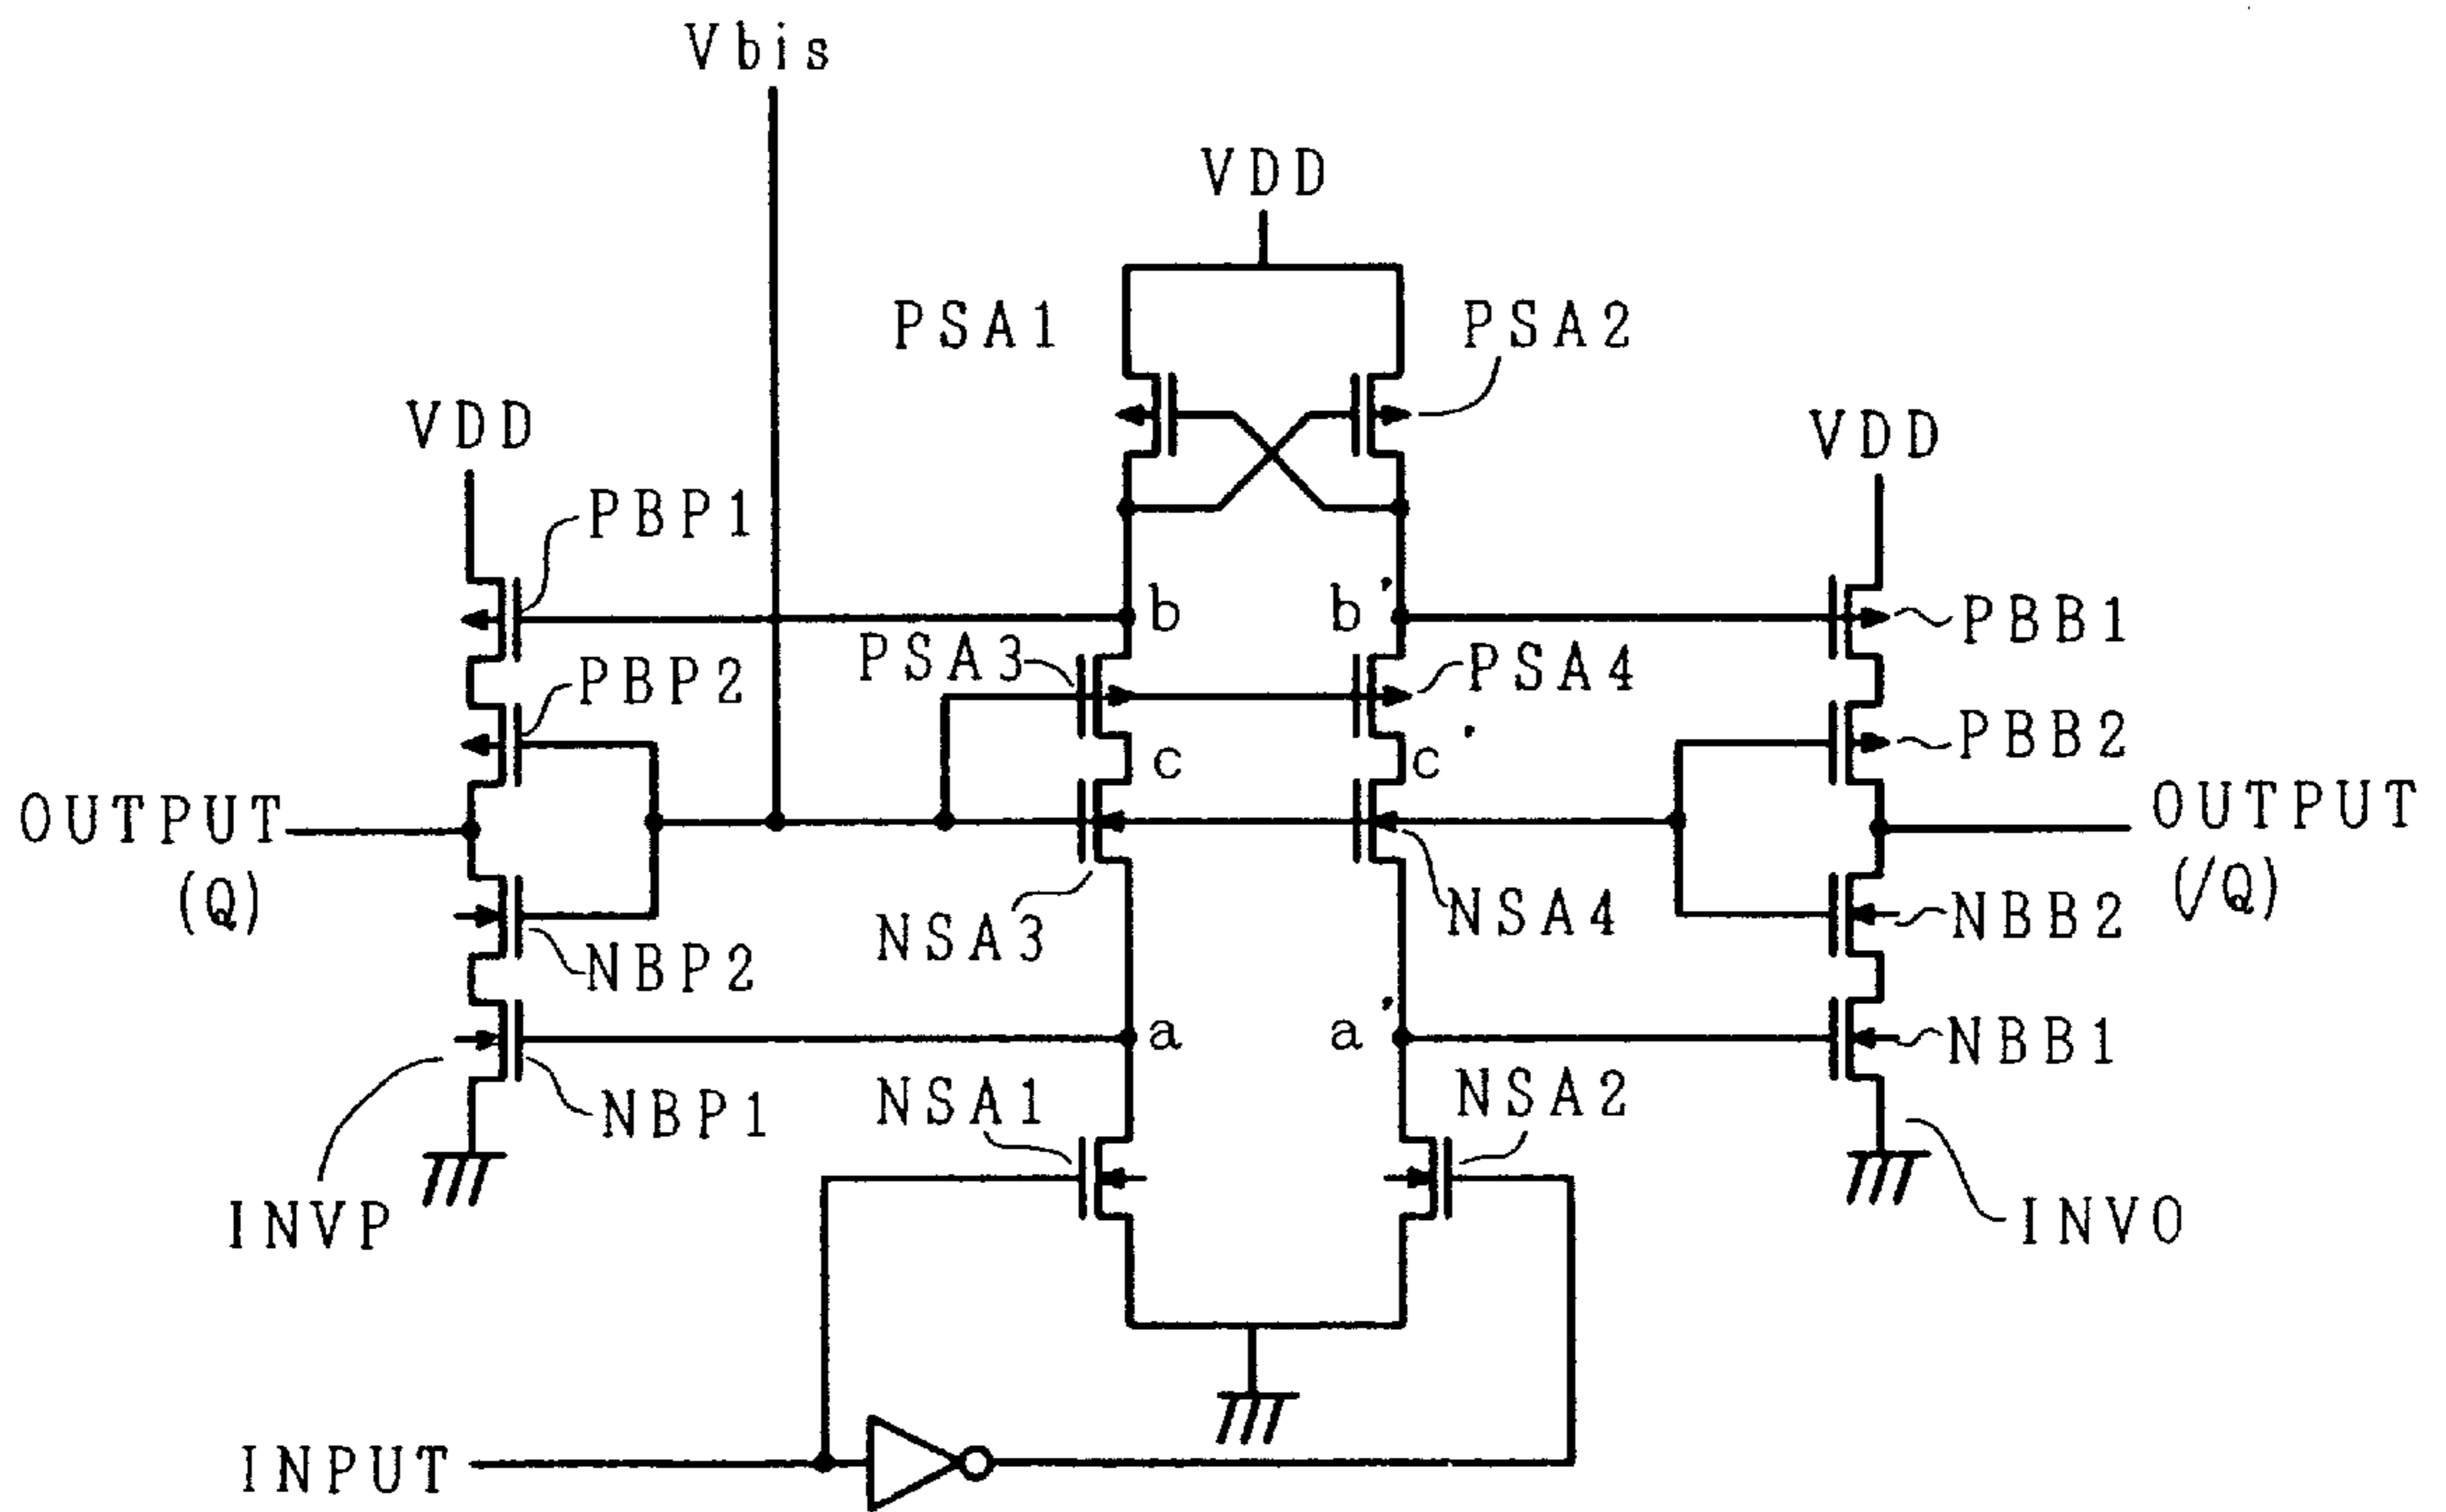 Vbis
VDD
PSA1
PSA2
VDD
VDD
PBP1
b
b'
PBB1
PSA3
PSA4
PBP2
PBB2
c
c'
OUTPUT
(Q)
OUTPUT
(/Q)
NSA3
NSA4
NBB2
NBP2
a
a'
NBB1
NBP1
NSA1
NSA2
INVP
INVO
INPUT